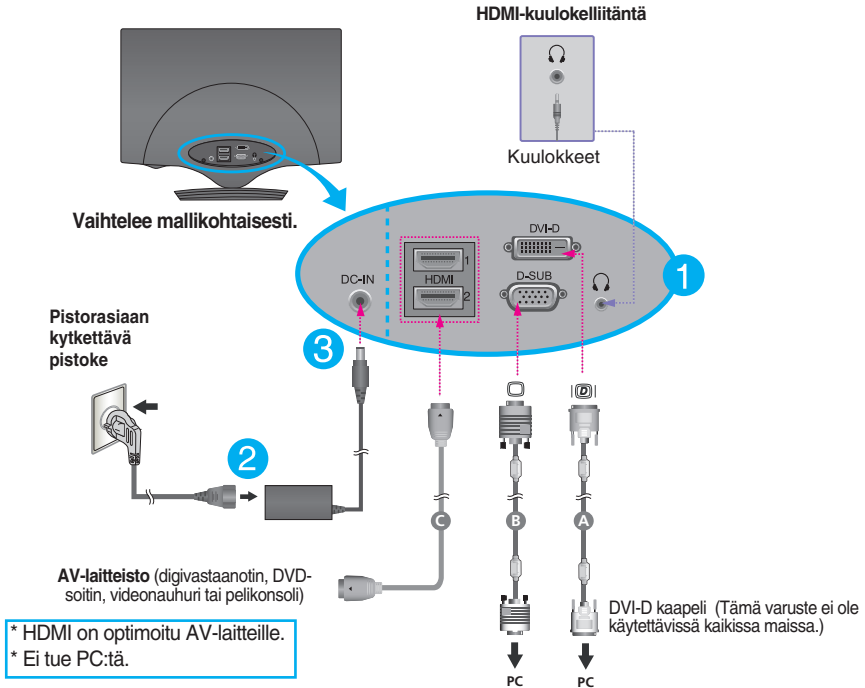 HDMI-kuulokelliitäntä
Kuulokkeet
Vaihtelee mallikohtaisesti.
DVI-D
1
DC-IN
HDMI
D-SUB
2
1
Pistorasiaan
kytkettävä
pistoke
3
D
2
C
B
A
AV-laitteisto (digivastaanotin, DVD-
soitin, videonauhuri tai pelikonsoli)
DVI-D kaapeli (Tämä varuste ei ole
käytettävissä kaikissa maissa.)
* HDMI on optimoitu AV-laitteille.
* Ei tue PC:tä.
PC
PC